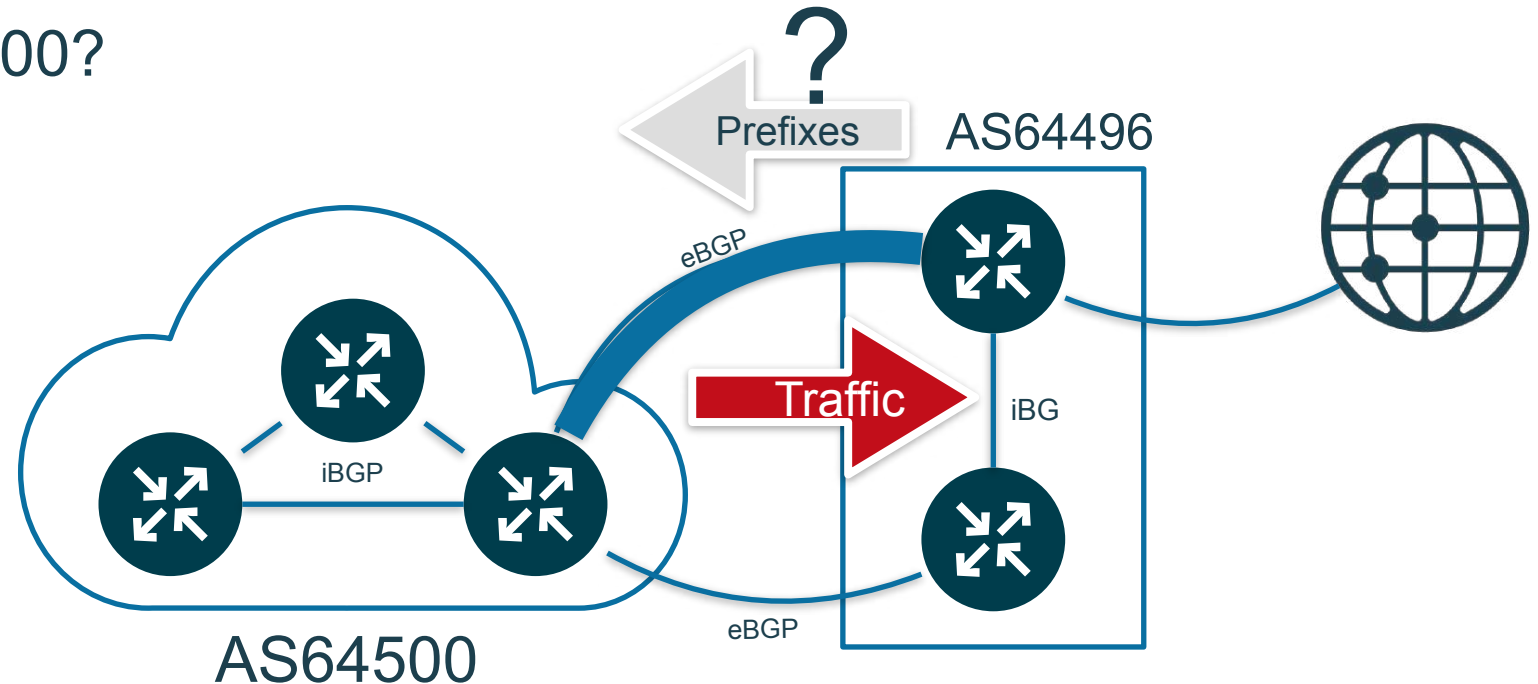 00?
?
Prefixes
AS64496
eBGP
Traffic
iBG
iBGP
eBGP
AS64500